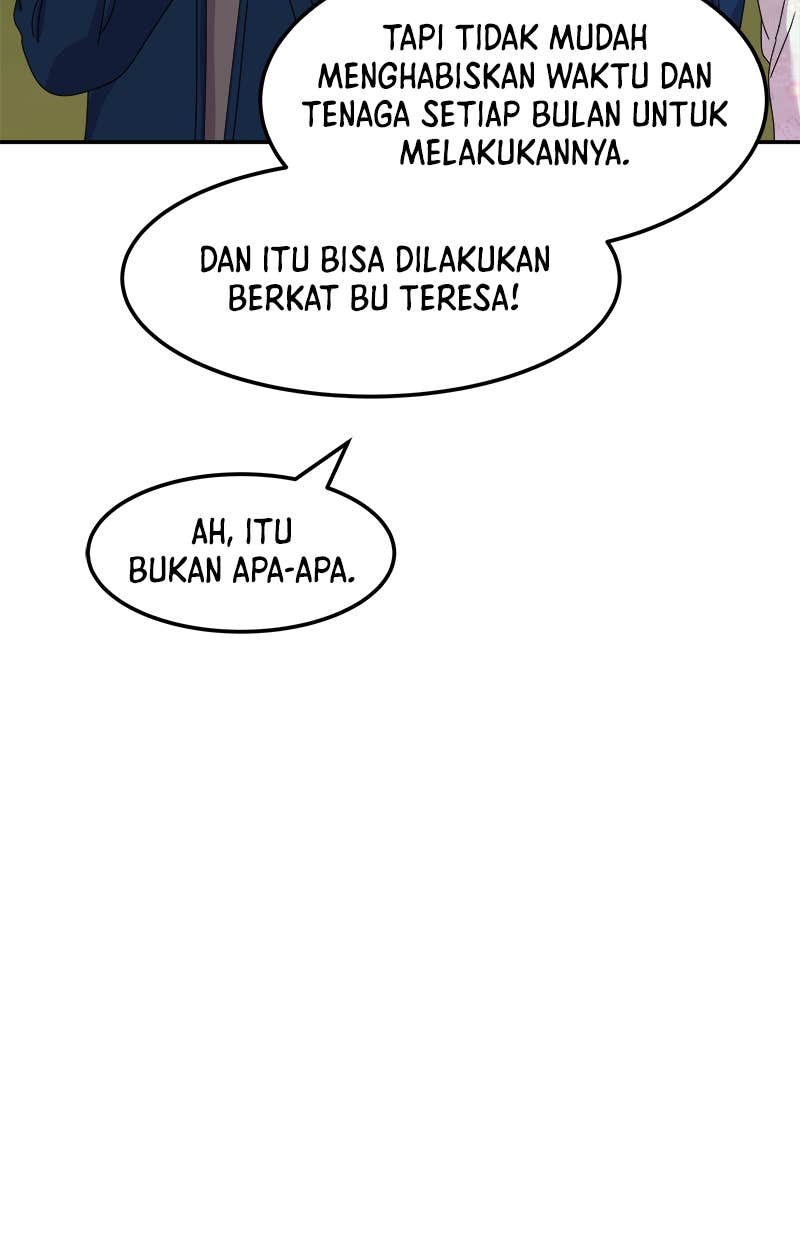 TAPI TIDAK MUDAH
MENGHABISKAN WAKTU DAN
TENAGA SETIAP BULAN UNTUK
MELAKUKANNYA.
DAN ITU BISA DILAKUKAN
BERKAT BU TERESA!
AH, ITU
BUKAN APA-APA.